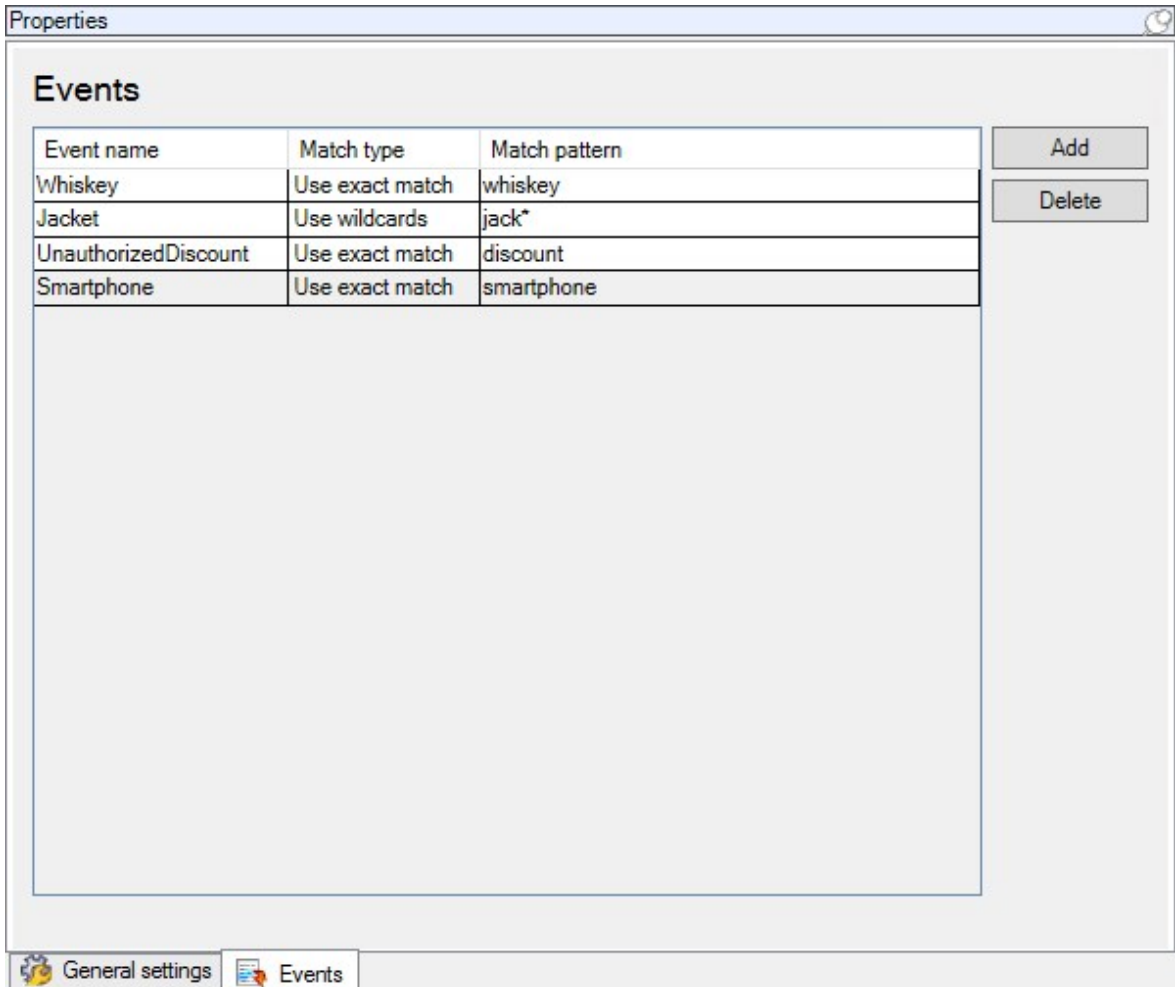 Properties
Events
Event name Match type Match pattern
Whiskey Use exact match whiskey
Jacket Use wildcards jack*
UnauthorizedDiscount Use exact match discount
Smartphone Use exact match smartphone
Add
Delete
General settings Events